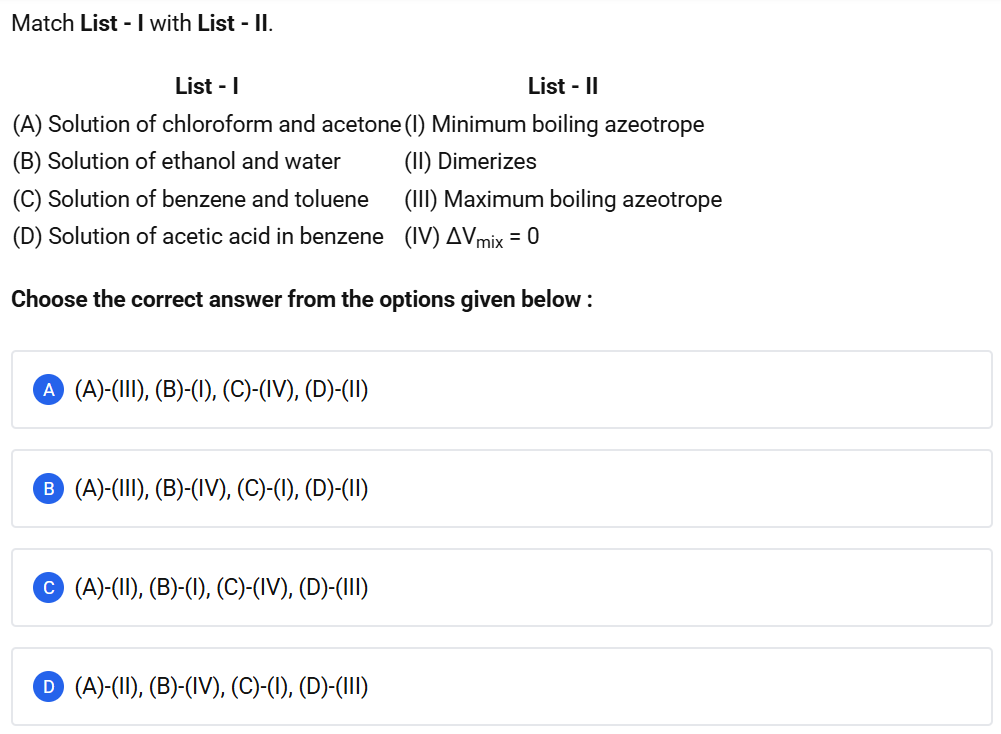 Match List - I with List - II.
List - I List - II
(A) Solution of chloroform and acetone (I) Minimum boiling azeotrope
(B) Solution of ethanol and water (II) Dimerizes
(C) Solution of benzene and toluene (III) Maximum boiling azeotrope
(D) Solution of acetic acid in benzene (IV) ΔVmix = 0
Choose the correct answer from the options given below :
A (A)-(III), (B)-(I), (C)-(IV), (D)-(II)
B (A)-(III), (B)-(IV), (C)-(I), (D)-(II)
C (A)-(II), (B)-(I), (C)-(IV), (D)-(III)
D (A)-(II), (B)-(IV), (C)-(I), (D)-(III)